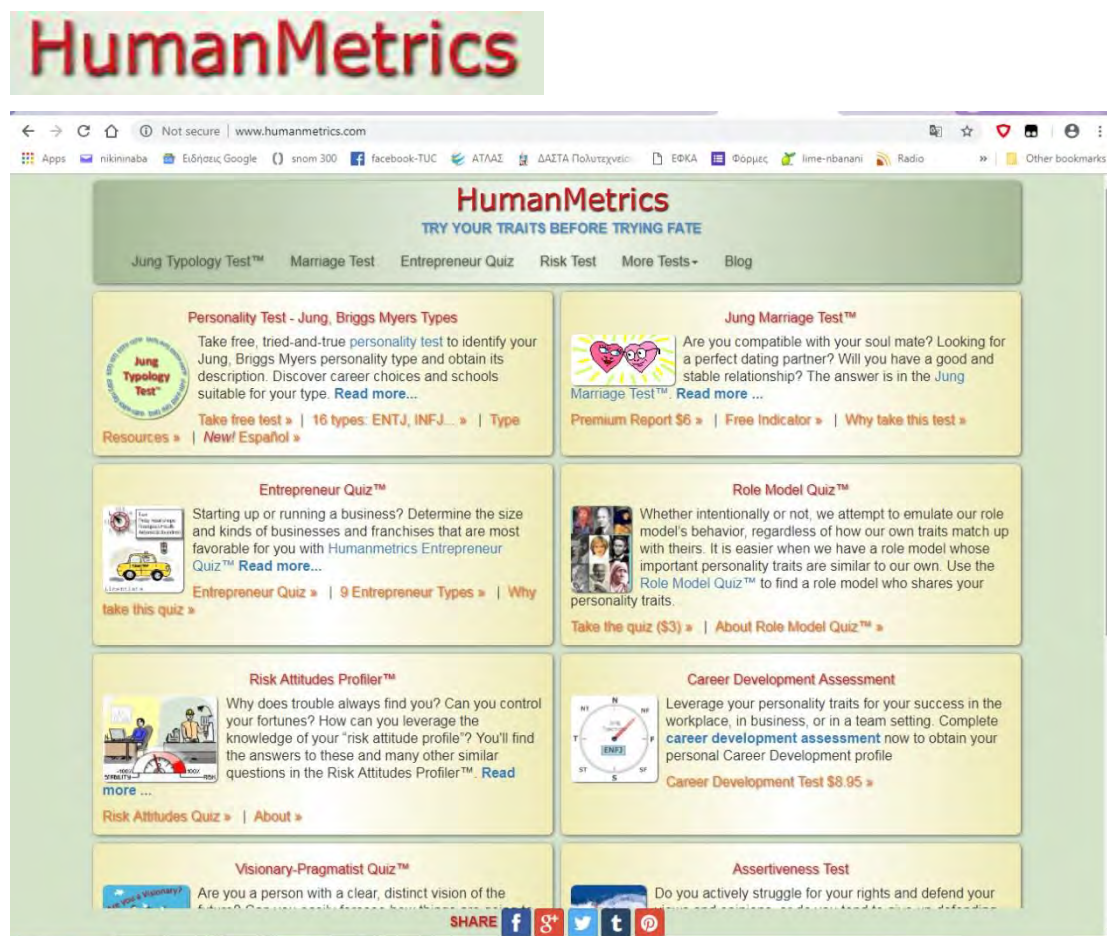 HumanMetrics
Not secure | www.humanmetrics.com
Apps nikininaba Ειδήσεις Google snom 300 facebook-TUC ΑΤΛΑΣ ΔΑΣΤΑ Πολυτεχνείο ΕΦΚΑ Φόρμες lime-nbanani Radio » Other bookmarks
HumanMetrics
TRY YOUR TRAITS BEFORE TRYING FATE
Jung Typology Test™ Marriage Test Entrepreneur Quiz Risk Test More Tests Blog
Personality Test - Jung, Briggs Myers Types
Jung Typology Test™
Take free, tried-and-true personality test to identify your
Jung, Briggs Myers personality type and obtain its
description. Discover career choices and schools
suitable for your type. Read more...
Take free test » | 16 types: ENTJ, INFJ... » | Type
Resources » | New! Español »
Jung Marriage Test™
Are you compatible with your soul mate? Looking for
a perfect dating partner? Will you have a good and
stable relationship? The answer is in the Jung
Marriage Test™. Read more ...
Premium Report $6 » | Free Indicator » | Why take this test »
Entrepreneur Quiz™
Starting up or running a business? Determine the size
and kinds of businesses and franchises that are most
favorable for you with Humanmetrics Entrepreneur
Quiz™ Read more...
Entrepreneur Quiz » | 9 Entrepreneur Types » | Why
take this quiz »
Role Model Quiz™
Whether intentionally or not, we attempt to emulate our role
model's behavior, regardless of how our own traits match up
with theirs. It is easier when we have a role model whose
important personality traits are similar to our own. Use the
Role Model Quiz™ to find a role model who shares your
personality traits.
Take the quiz ($3) » | About Role Model Quiz™ »
Risk Attitudes Profiler™
Why does trouble always find you? Can you control
your fortunes? How can you leverage the
knowledge of your “risk attitude profile”? You'll find
the answers to these and many other similar
questions in the Risk Attitudes Profiler™. Read
more ...
Risk Attitudes Quiz » | About »
Career Development Assessment
N
NT NF
T F
ENFJ
ST SF
S
Leverage your personality traits for your success in the
workplace, in business, or in a team setting. Complete
career development assessment now to obtain your
personal Career Development profile
Career Development Test $8.95 »
Visionary-Pragmatist Quiz™
Are you a Visionary?
Are you a person with a clear, distinct vision of the
Assertiveness Test
Do you actively struggle for your rights and defend your
SHARE